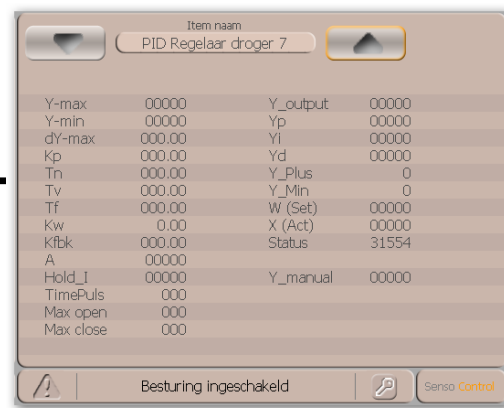 Item naam
PID Regelaar droger 7
Y-max 00000 Y_output 00000
Y-min 00000 Yp 00000
dY-max 000.00 Yi 00000
Kp 000.00 Yd 00000
Tn 000.00 Y_Plus 0
Tv 000.00 Y_Min 0
Tf 000.00 W (Set) 00000
Kw 0.00 X (Act) 00000
Kfbk 000.00 Status 31554
A 00000
Hold_I 00000 Y_manual 00000
TimePuls 000
Max open 000
Max close 000
Besturing ingeschakeld
Senso Control